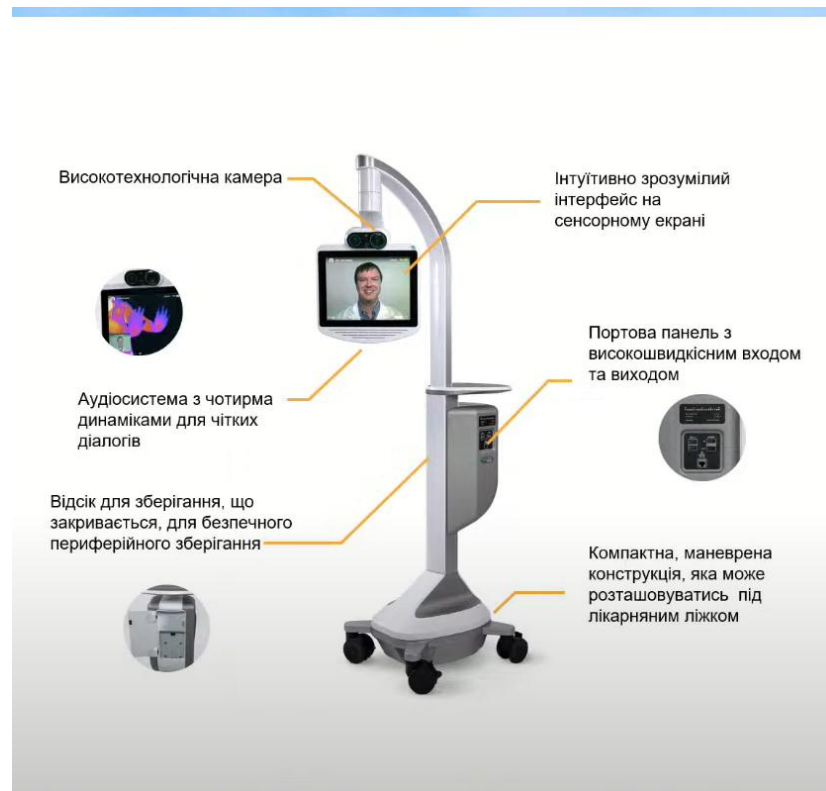 Високотехнологічна камера
Інтуїтивно зрозумілий
інтерфейс на
сенсорному екрані
Портова панель з
високошвидкісним входом
та виходом
Аудіосистема з чотирма
динаміками для чітких
діалогів
Відсік для зберігання, що
закривається, для безпечного
периферійного зберігання
Компактна, маневрена
конструкція, яка може
розташовуватись під
лікарняним ліжком